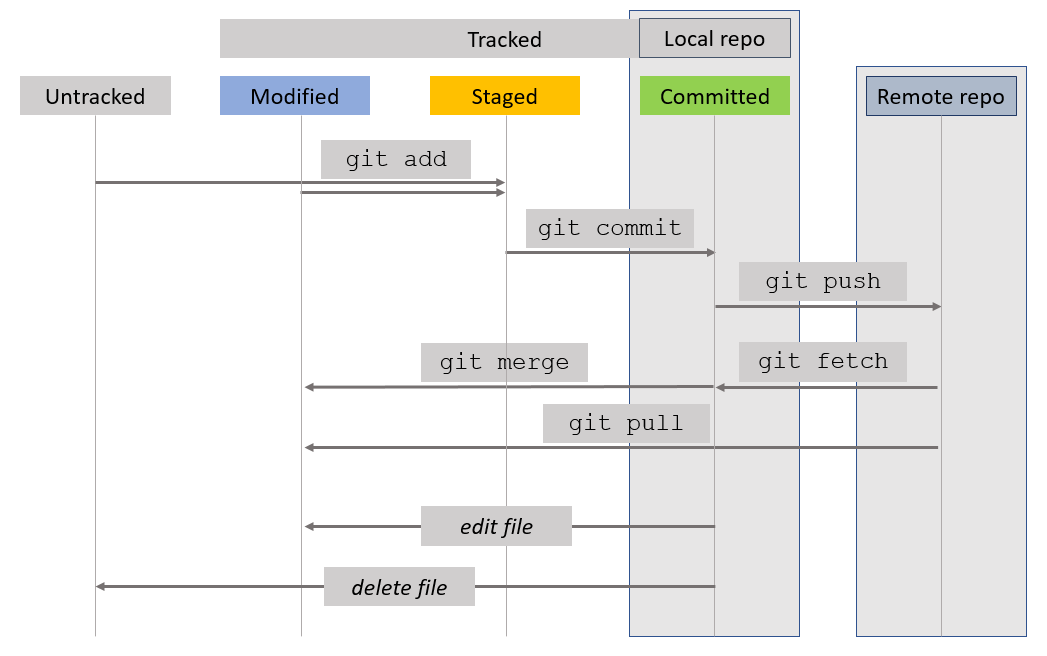 Tracked
Local repo
Untracked
Modified
Staged
Committed
Remote repo
git add
git commit
git push
git merge
git fetch
git pull
edit file
delete file